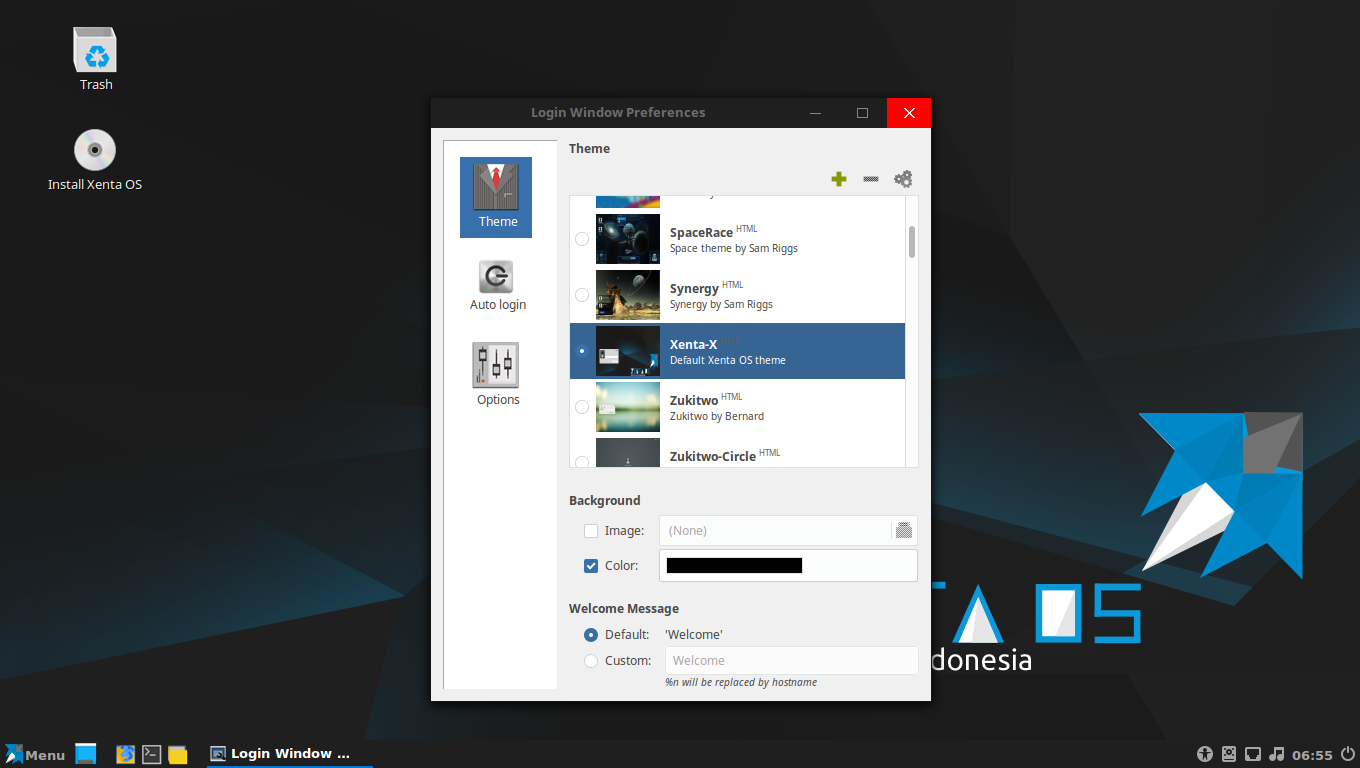 Trash
Install Xenta OS
Login Window Preferences
Theme
Auto login
Options
Theme
SpaceRace HTML
Space theme by Sam Riggs
Synergy HTML
Synergy by Sam Riggs
Xenta-X
Default Xenta OS theme
Zukitwo HTML
Zukitwo by Bernard
Zukitwo-Circle HTML
Background
Image: (None)
Color:
Welcome Message
Default: 'Welcome'
Custom: Welcome
%n will be replaced by hostname
TA OS
donesia
Menu
Login Window ...
06:55